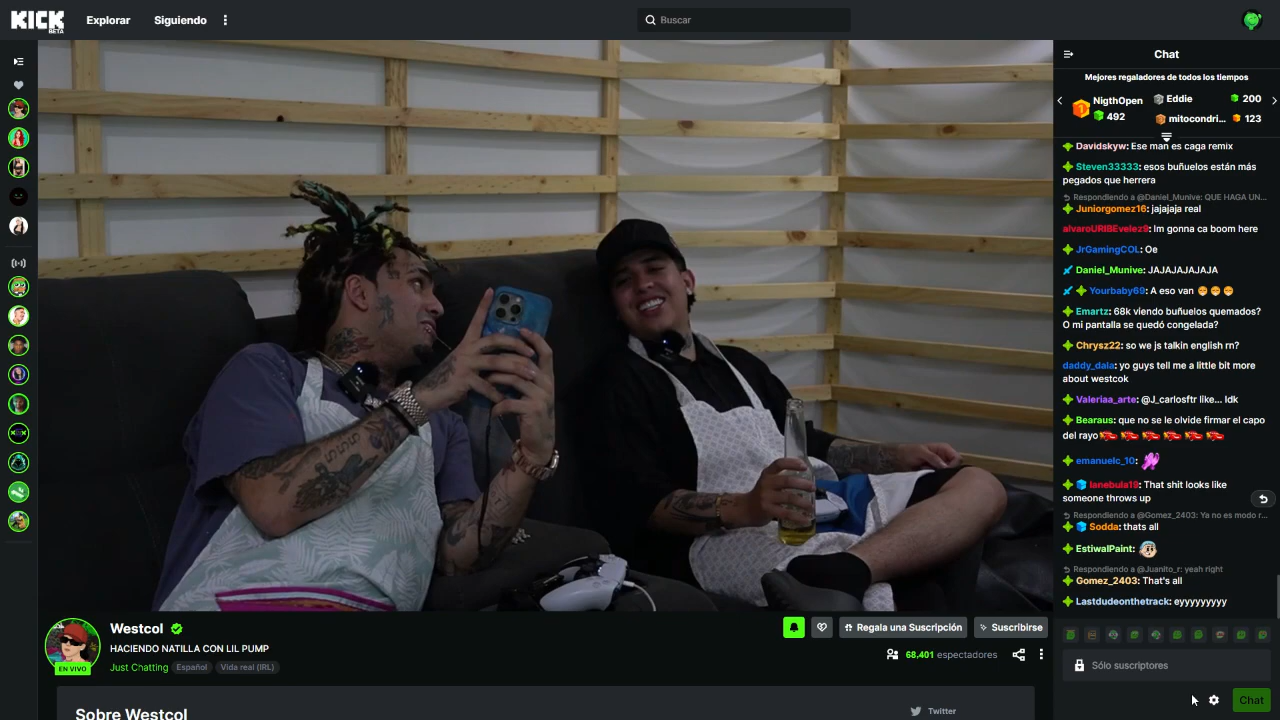 KICK
BETA
Explorar
Siguiendo
Buscar
Chat
Mejores regaladores de todos los tiempos
NigthOpen
492
Eddie
200
mitocondri...
123
Davidskyw: Ese man es caga remix
Steven33333: esos buñuelos están más
pegados que herrera
Respondiendo a @Daniel_Munive: QUE HAGA UN...
Juniorgomez16: jajajaja real
alvaroURIBEvelez9: Im gonna ca boom here
JrGamingCOL: Oe
Daniel_Munive: JAJAJAJAJAJA
Yourbaby69: A eso van
Emartz: 68k viendo buñuelos quemados?
O mi pantalla se quedó congelada?
Chrysz22: so we js talkin english rn?
daddy_dala: yo guys tell me a little bit more
about westcok
Valeriaa_arte: @J_carlosftr like... Idk
Bearaus: que no se le olvide firmar el capo
del rayo
emanuelc_10:
lanebula19: That shit looks like
someone throws up
Respondiendo a @Gomez_2403: Ya no es modo r...
Sodda: thats all
EstiwalPaint:
Respondiendo a @Juanito_r: yeah right
Gomez_2403: That's all
Lastdudeonthetrack: eyyyyyyyyy
Sólo suscriptores
Chat
Westcol
HACIENDO NATILLA CON LIL PUMP
Just Chatting
Español
Vida real (IRL)
EN VIVO
Regala una Suscripción
Suscribirse
68,401 espectadores
Sobre Westcol
Twitter